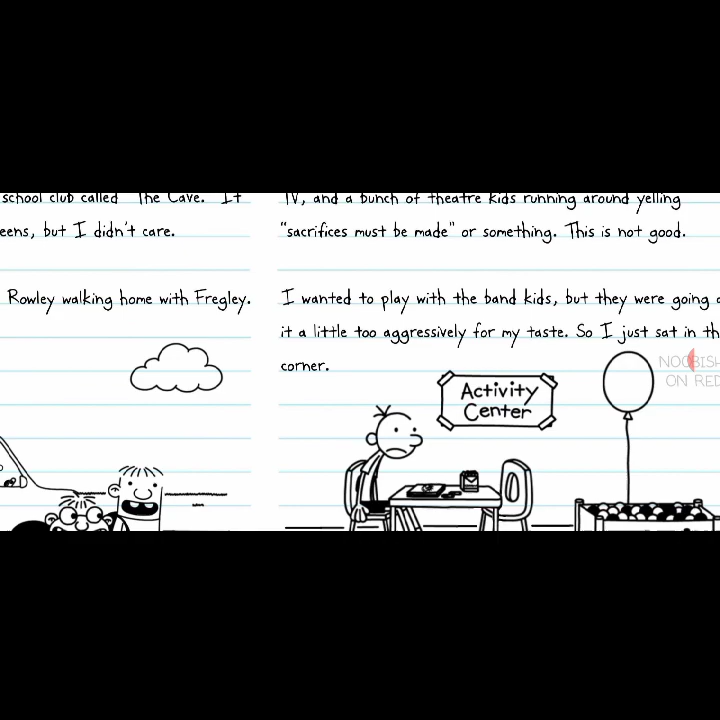 school club called "The Cave." It
eens, but I didn't care.
Rowley walking home with Fregley.
TV, and a bunch of theatre kids running around yelling
"sacrifices must be made" or something. This is not good.
I wanted to play with the band kids, but they were going
it a little too aggressively for my taste. So I just sat in th
corner.
Activity
Center
NOOBISH
ON RED